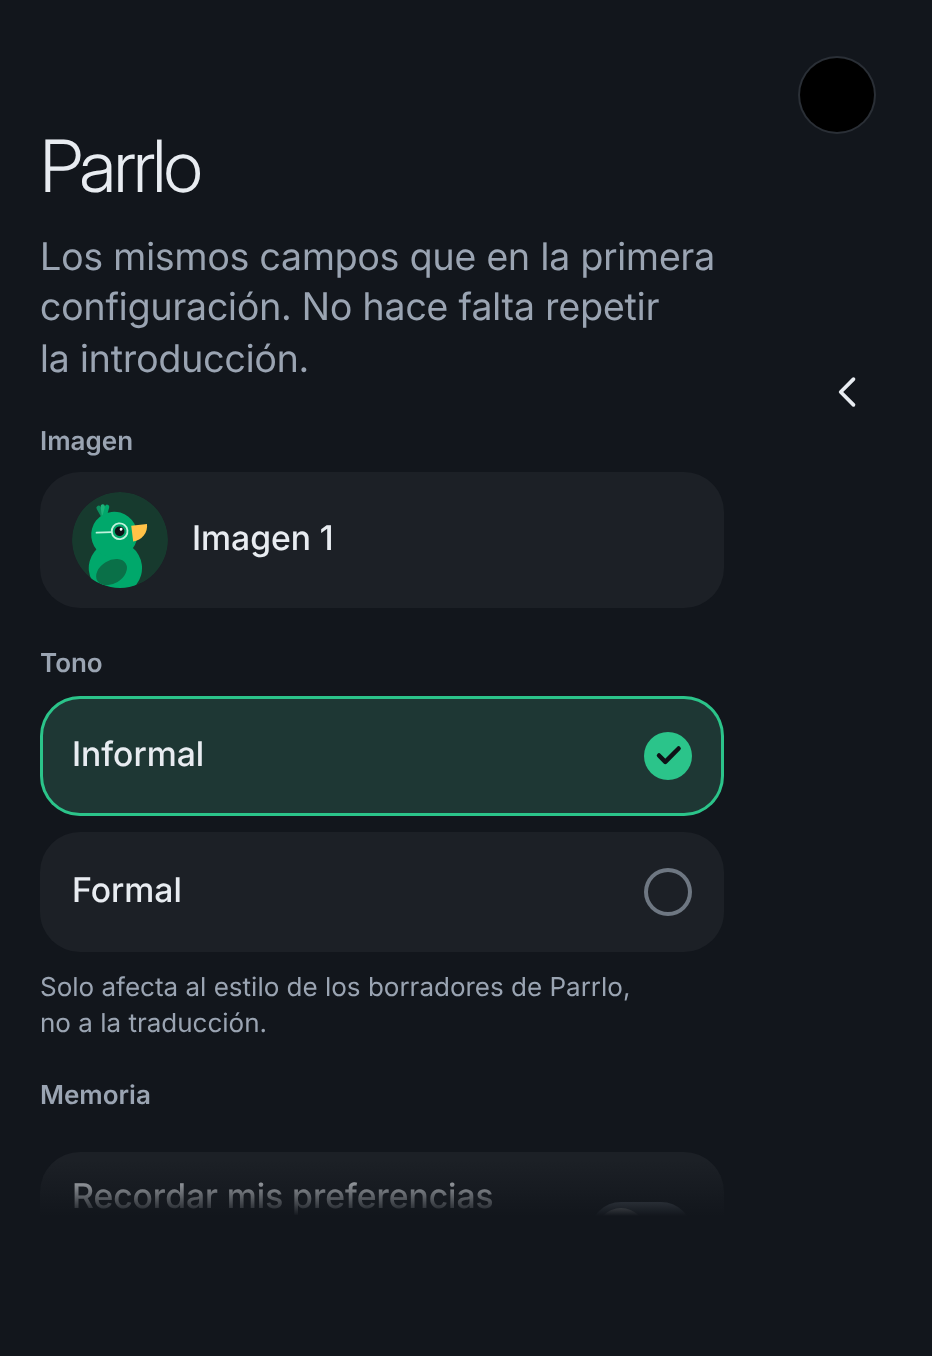 Parrlo
Los mismos campos que en la primera
configuración. No hace falta repetir
la introducción.
Imagen
Imagen 1
Tono
Informal
Formal
Solo afecta al estilo de los borradores de Parrlo,
no a la traducción.
Memoria
Recordar mis preferencias